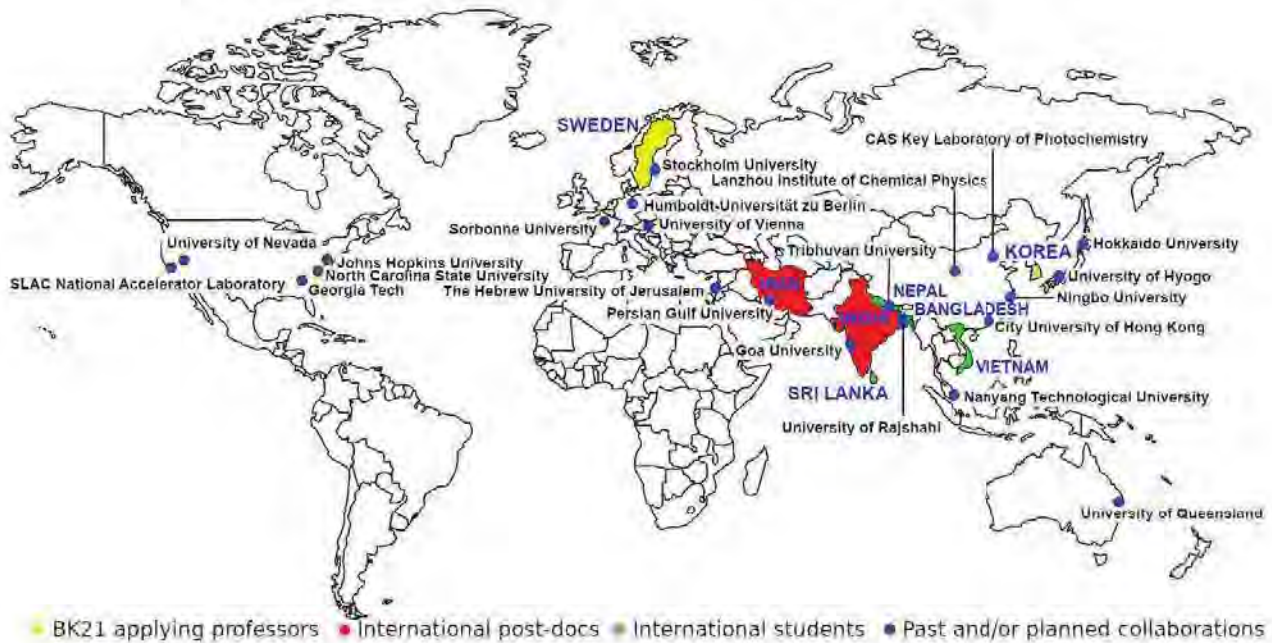 SWEDEN
CAS Key Laboratory of Photochemistry
Stockholm University
Lanzhou Institute of Chemical Physics
Humboldt-Universität zu Berlin
Sorbonne University
University of Vienna
University of Nevada
Tribhuvan University
KOREA
Hokkaido University
Johns Hopkins University
North Carolina State University
University of Hyogo
SLAC National Accelerator Laboratory
Georgia Tech
The Hebrew University of Jerusalem
IRAN
NEPAL
Ningbo University
Persian Gulf University
INDIA
BANGLADESH
City University of Hong Kong
Goa University
VIETNAM
SRI LANKA
Nanyang Technological University
University of Rajshahi
University of Queensland
BK21 applying professors
International post-docs
International students
Past and/or planned collaborations